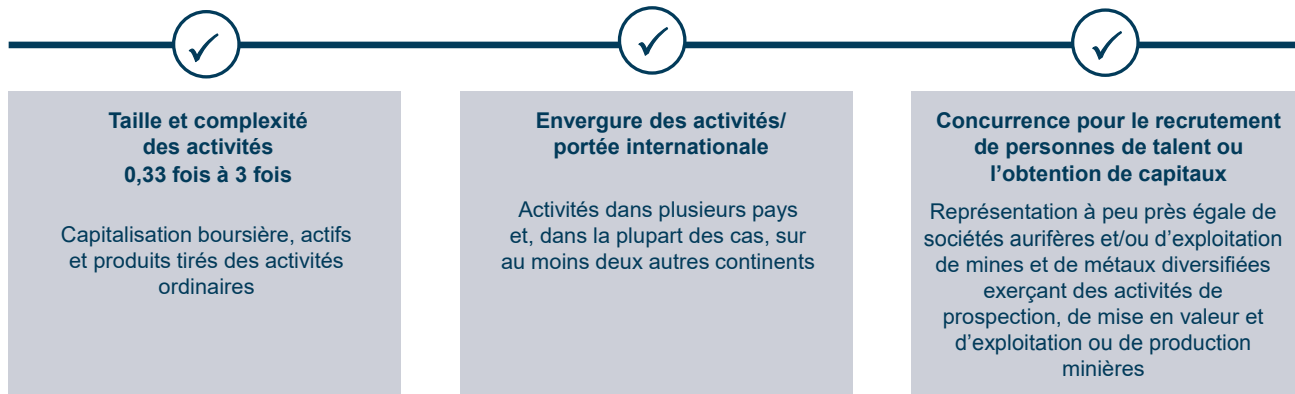 Taille et complexité
des activités
0,33 fois à 3 fois
Capitalisation boursière, actifs
et produits tirés des activités
ordinaires
Envergure des activités/
portée internationale
Activités dans plusieurs pays
et, dans la plupart des cas, sur
au moins deux autres continents
Concurrence pour le recrutement
de personnes de talent ou
l’obtention de capitaux
Représentation à peu près égale de
sociétés aurifères et/ou d’exploitation
de mines et de métaux diversifiées
exerçant des activités de
prospection, de mise en valeur et
d’exploitation ou de production
minières